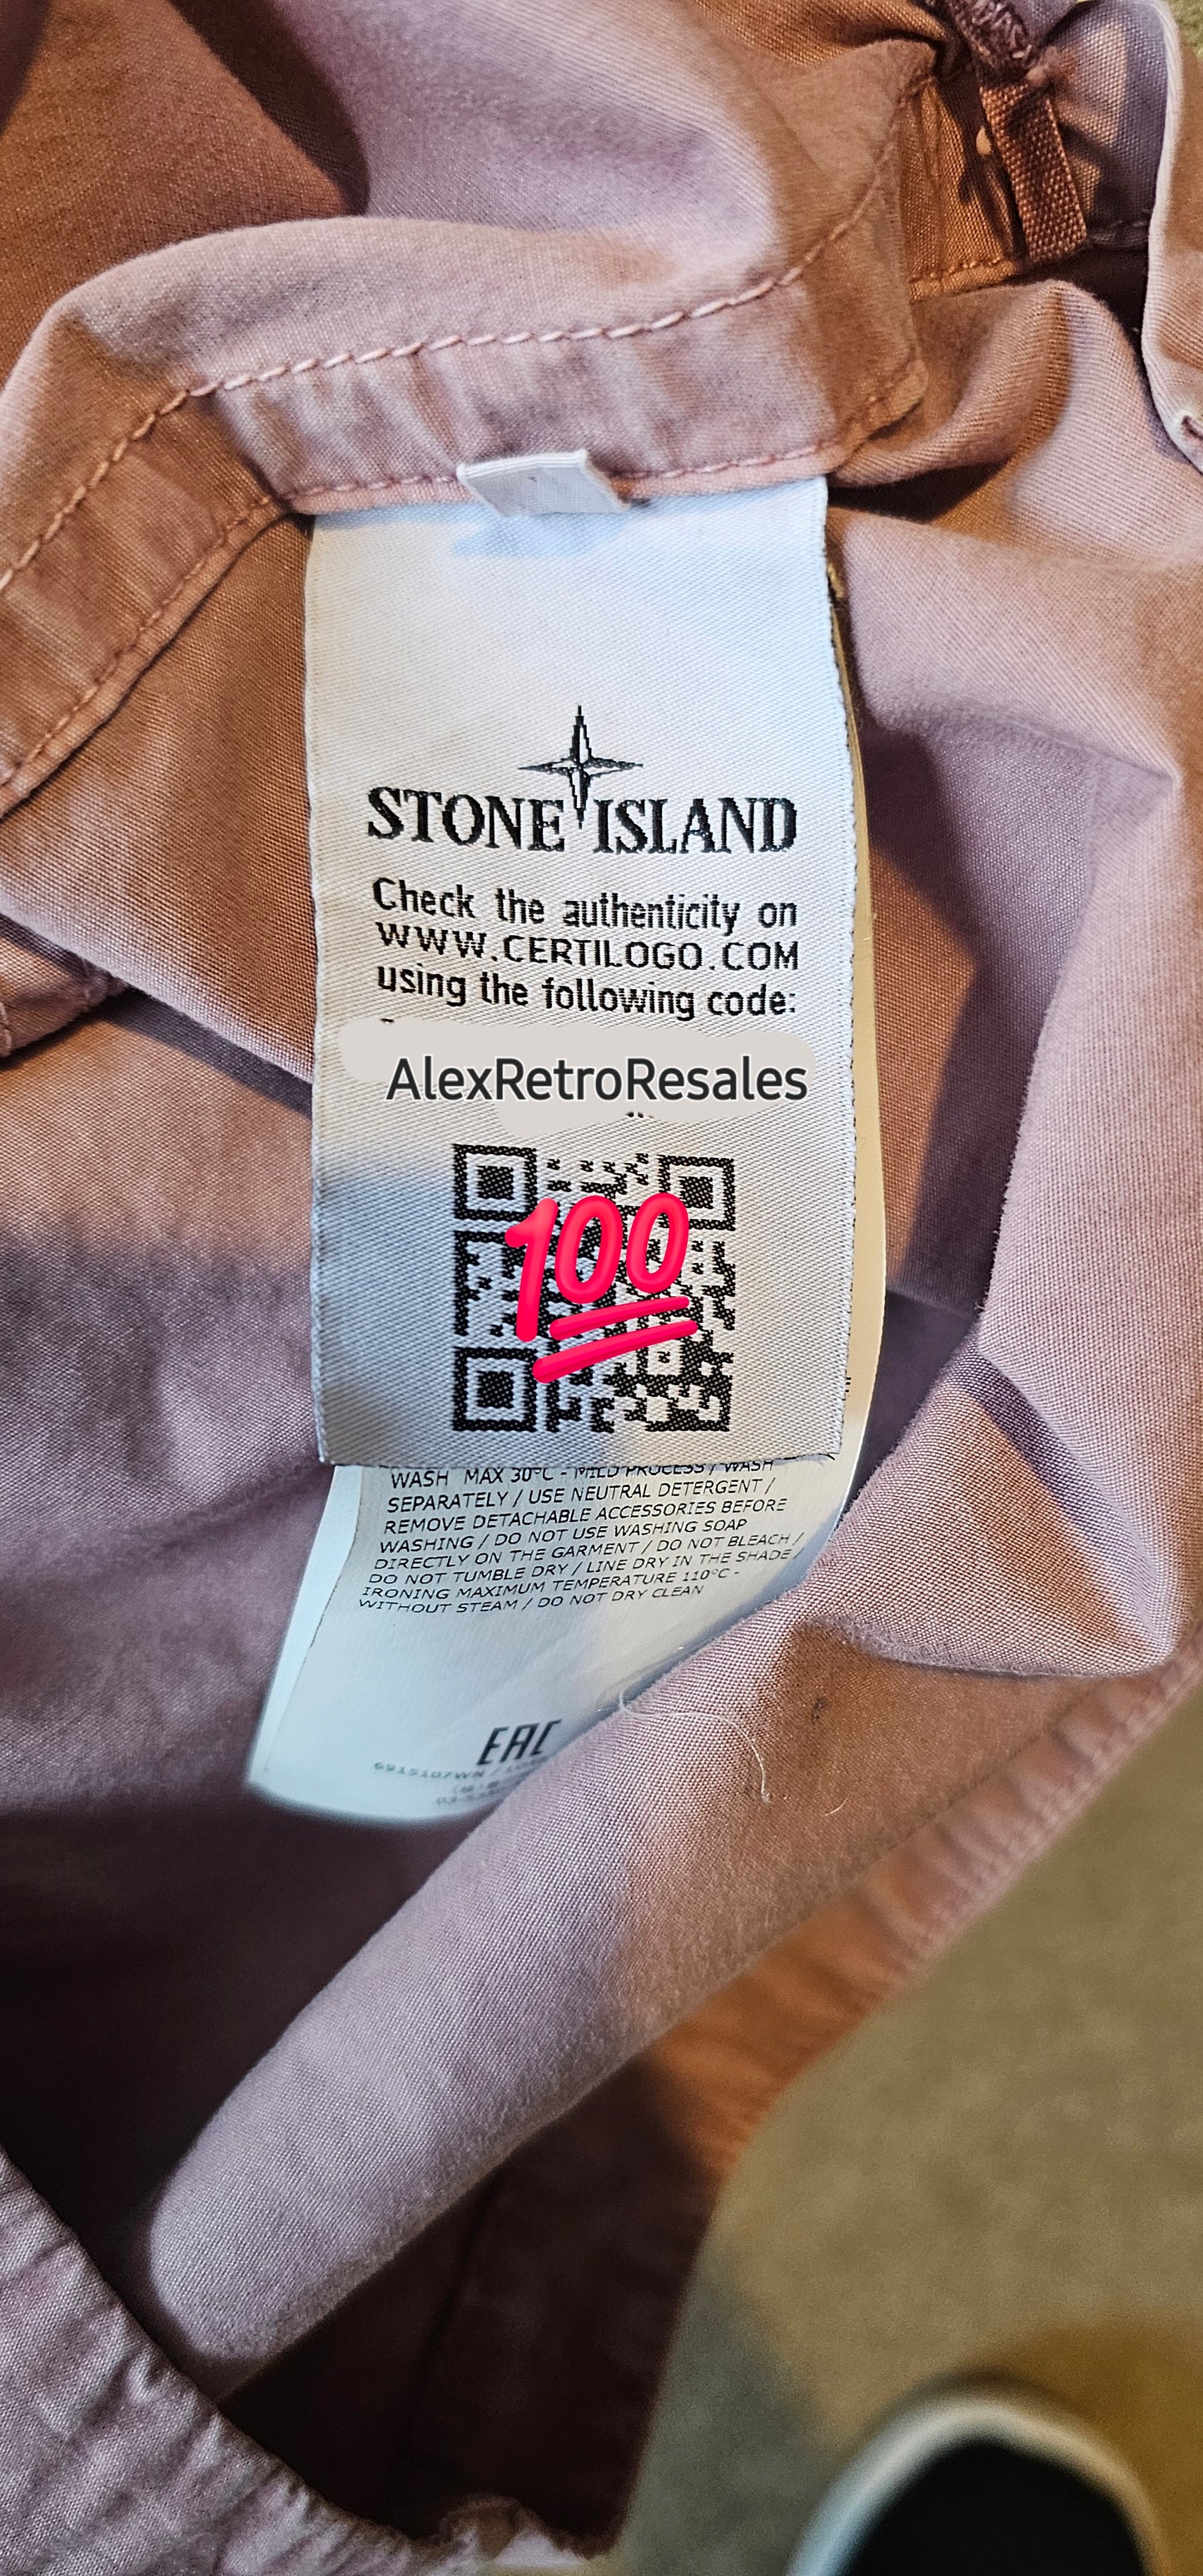 STONE ISLAND
Check the authenticity on
WWW.CERTILOGO.COM
using the following code:
AlexRetroResales
100
WASH MAX 30°C - MILD PROCESS / WASH
SEPARATELY / USE NEUTRAL DETERGENT /
REMOVE DETACHABLE ACCESSORIES BEFORE
WASHING / DO NOT USE WASHING SOAP
DIRECTLY ON THE GARMENT / DO NOT BLEACH /
DO NOT TUMBLE DRY / LINE DRY IN THE SHADE /
IRONING MAXIMUM TEMPERATURE 110°C -
WITHOUT STEAM / DO NOT DRY CLEAN
EAC
6915107WN /